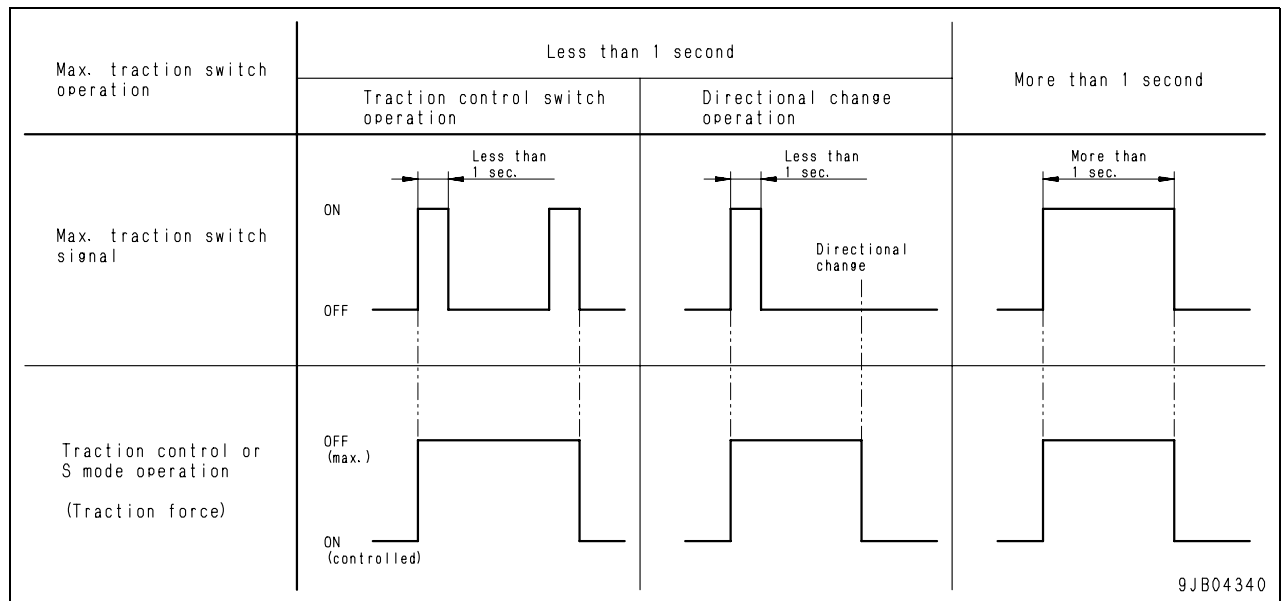 Max. traction switch
operation
Less than 1 second
Traction control switch
operation
Directional change
operation
More than 1 second
Max. traction switch
signal
ON
OFF
Less than
1 sec.
Less than
1 sec.
Directional
change
More than
1 sec.
Traction control or
S mode operation
(Traction force)
OFF
(max.)
ON
(controlled)
9JB04340